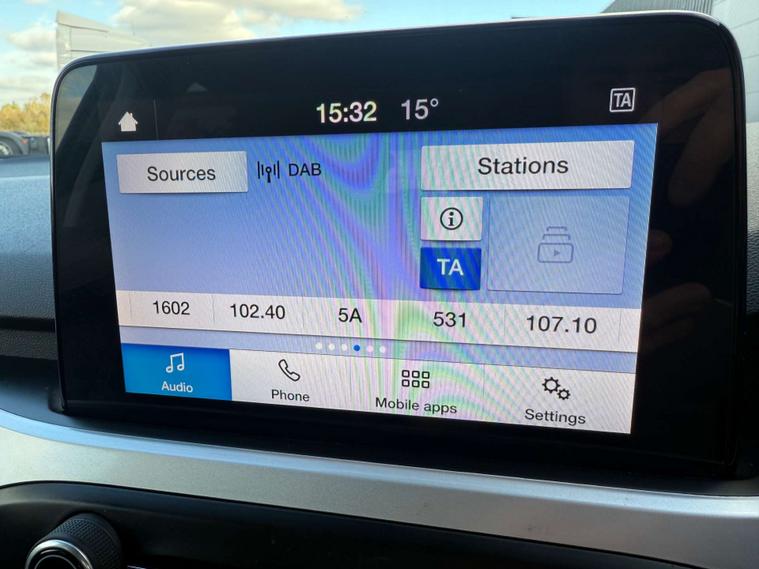 15:32 15° TA
Sources DAB Stations
TA
1602 102.40 5A 531 107.10
Audio Phone Mobile apps Settings